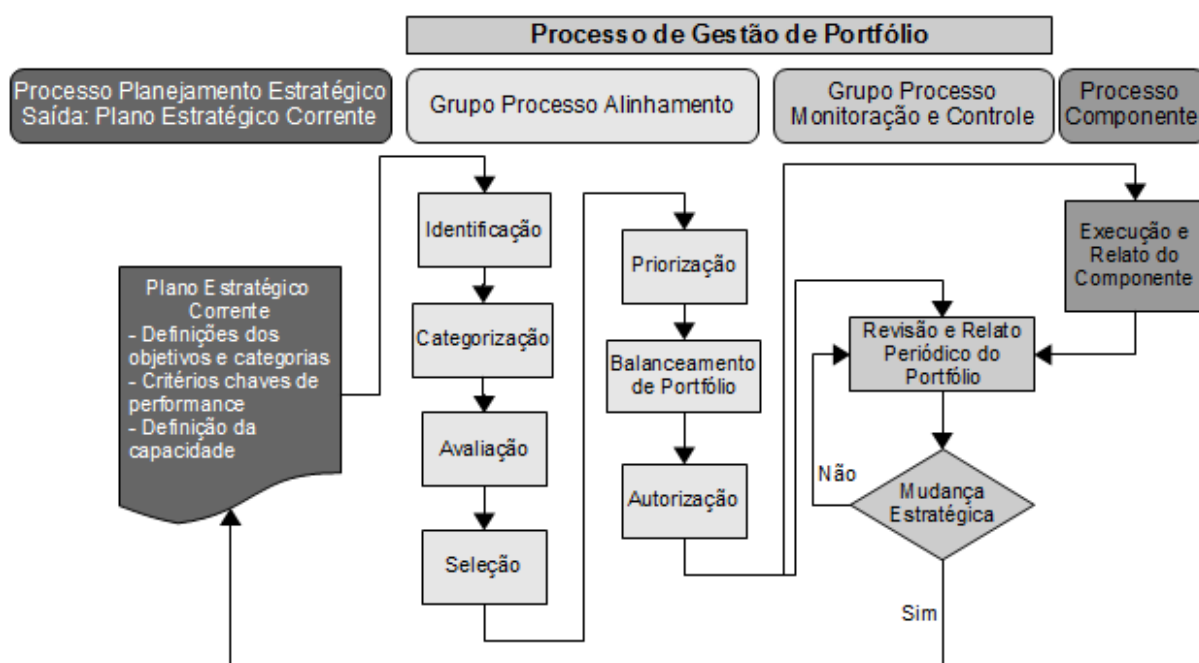 Processo de Gestão de Portfólio
Processo Planejamento Estratégico
Saída: Plano Estratégico Corrente
Grupo Processo Alinhamento
Grupo Processo
Monitoração e Controle
Processo
Componente
Plano Estratégico
Corrente
- Definições dos
objetivos e categorias
- Critérios chaves de
performance
- Definição da
capacidade
Identificação
Categorização
Avaliação
Seleção
Priorização
Balanceamento
de Portfólio
Autorização
Execução e
Relato do
Componente
Revisão e Relato
Periódico do
Portfólio
Não
Mudança
Estratégica
Sim